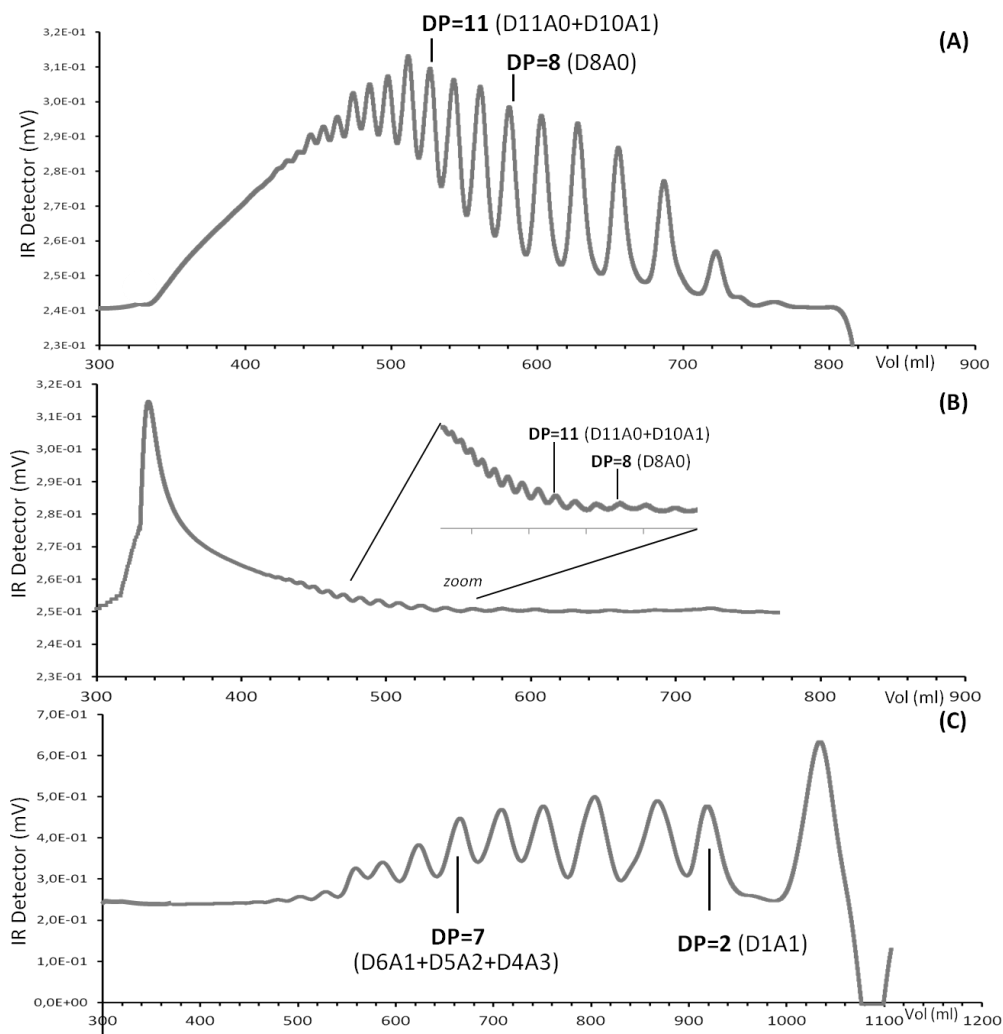 DP=11 (D11A0+D10A1)
(A)
DP=8 (D8A0)
IR Detector (mV)
3,2E-01
3,1E-01
3,0E-01
2,9E-01
2,8E-01
2,7E-01
2,6E-01
2,5E-01
2,4E-01
2,3E-01
300 400 500 600 700 800 900
Vol (ml)
(B)
IR Detector (mV)
3,2E-01
3,1E-01
3,0E-01
2,9E-01
2,8E-01
2,7E-01
2,6E-01
2,5E-01
2,4E-01
2,3E-01
DP=11 (D11A0+D10A1)
DP=8 (D8A0)
zoom
300 400 500 600 700 800 900
Vol (ml)
(C)
IR Detector (mV)
7,0E-01
6,0E-01
5,0E-01
4,0E-01
3,0E-01
2,0E-01
1,0E-01
0,0E+00
DP=7
(D6A1+D5A2+D4A3)
DP=2 (D1A1)
300 400 500 600 700 800 900 1000 1100 1200
Vol (ml)